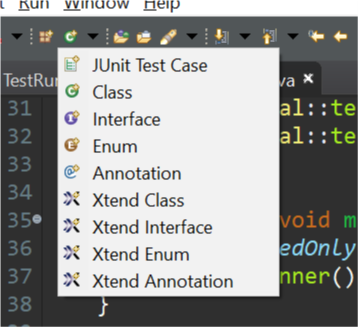 Run Window Help
TestRu
va
JUnit Test Case
Class
Interface
Enum
Annotation
Xtend Class
Xtend Interface
Xtend Enum
Xtend Annotation
31 al::te
32 al::te
33
34
35 void m
36 edOnly
37 nner()
38 }